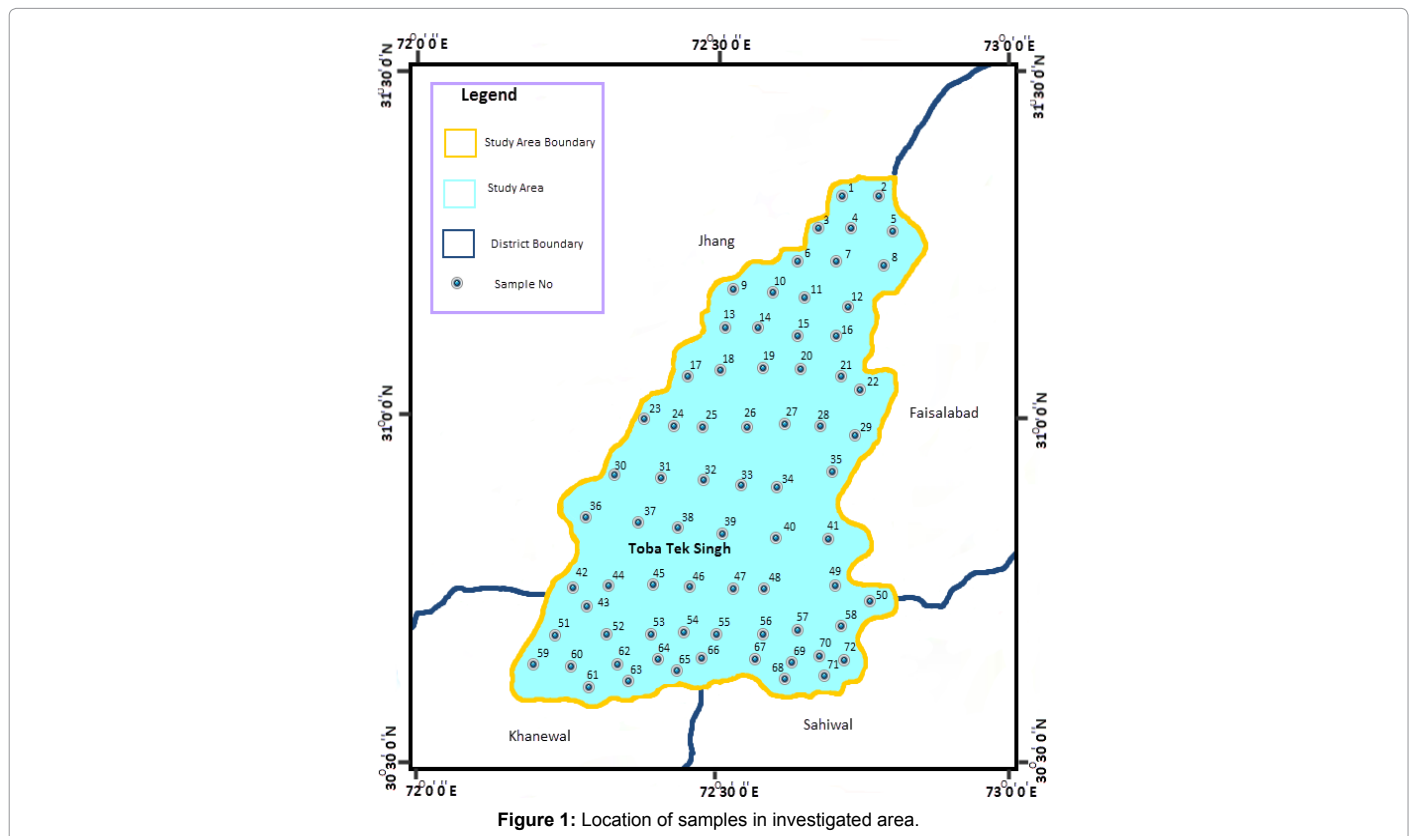 72°0'0"E 72°30'0"E 73°0'0"E
31°30'0"N 31°30'0"N
Legend
Study Area Boundary
Study Area
District Boundary
Sample No
1 2
3 4 5
Jhang
6 7 8
9 10 11 12
13 14 15 16
17 18 19 20 21 22
Faisalabad
31°0'0"N 31°0'0"N
23 24 25 26 27 28 29
30 31 32 33 34 35
36 37 38 39 40 41
Toba Tek Singh
42 44 45 46 47 48 49 50
43
51 52 53 54 55 56 57 58
59 60 62 64 66 67 69 70 72
61 63 65 68 71
Khanewal
Sahiwal
30°30'0"N 30°30'0"N
72°0'0"E 72°30'0"E 73°0'0"E
Figure 1: Location of samples in investigated area.